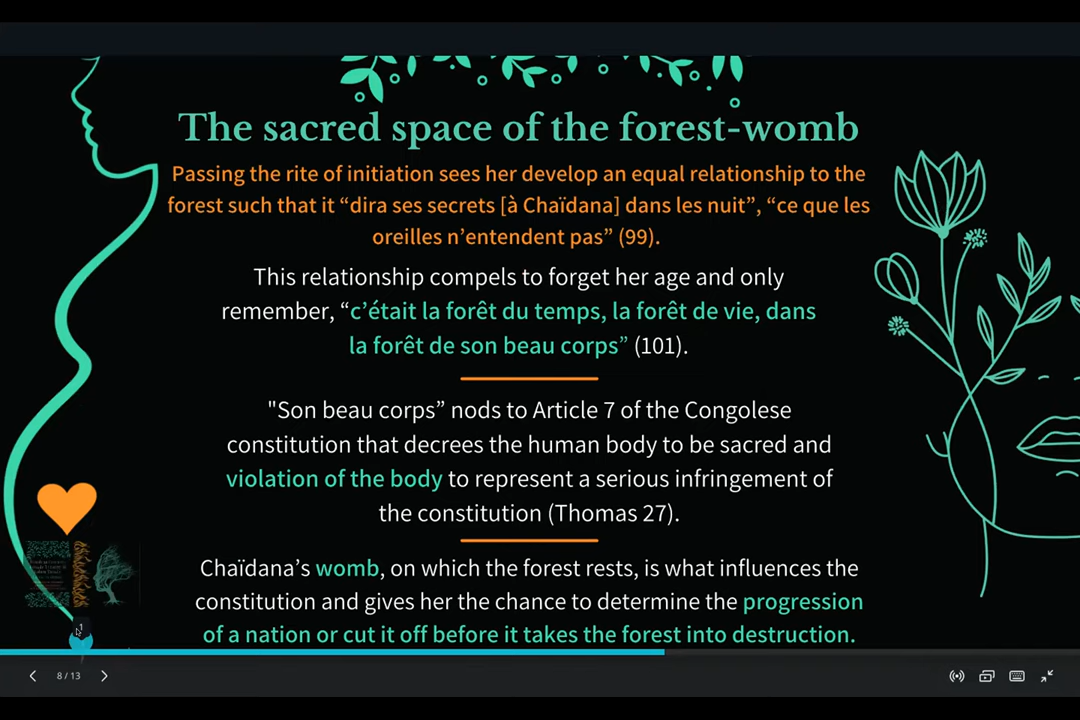 The sacred space of the forest-womb
Passing the rite of initiation sees her develop an equal relationship to the
forest such that it “dira ses secrets [à Chaïdana] dans les nuit”, “ce que les
oreilles n’entendent pas” (99).
This relationship compels to forget her age and only
remember, “c’était la forêt du temps, la forêt de vie, dans
la forêt de son beau corps” (101).
"Son beau corps” nods to Article 7 of the Congolese
constitution that decrees the human body to be sacred and
violation of the body to represent a serious infringement of
the constitution (Thomas 27).
Chaïdana’s womb, on which the forest rests, is what influences the
constitution and gives her the chance to determine the progression
of a nation or cut it off before it takes the forest into destruction.
1
8 / 13